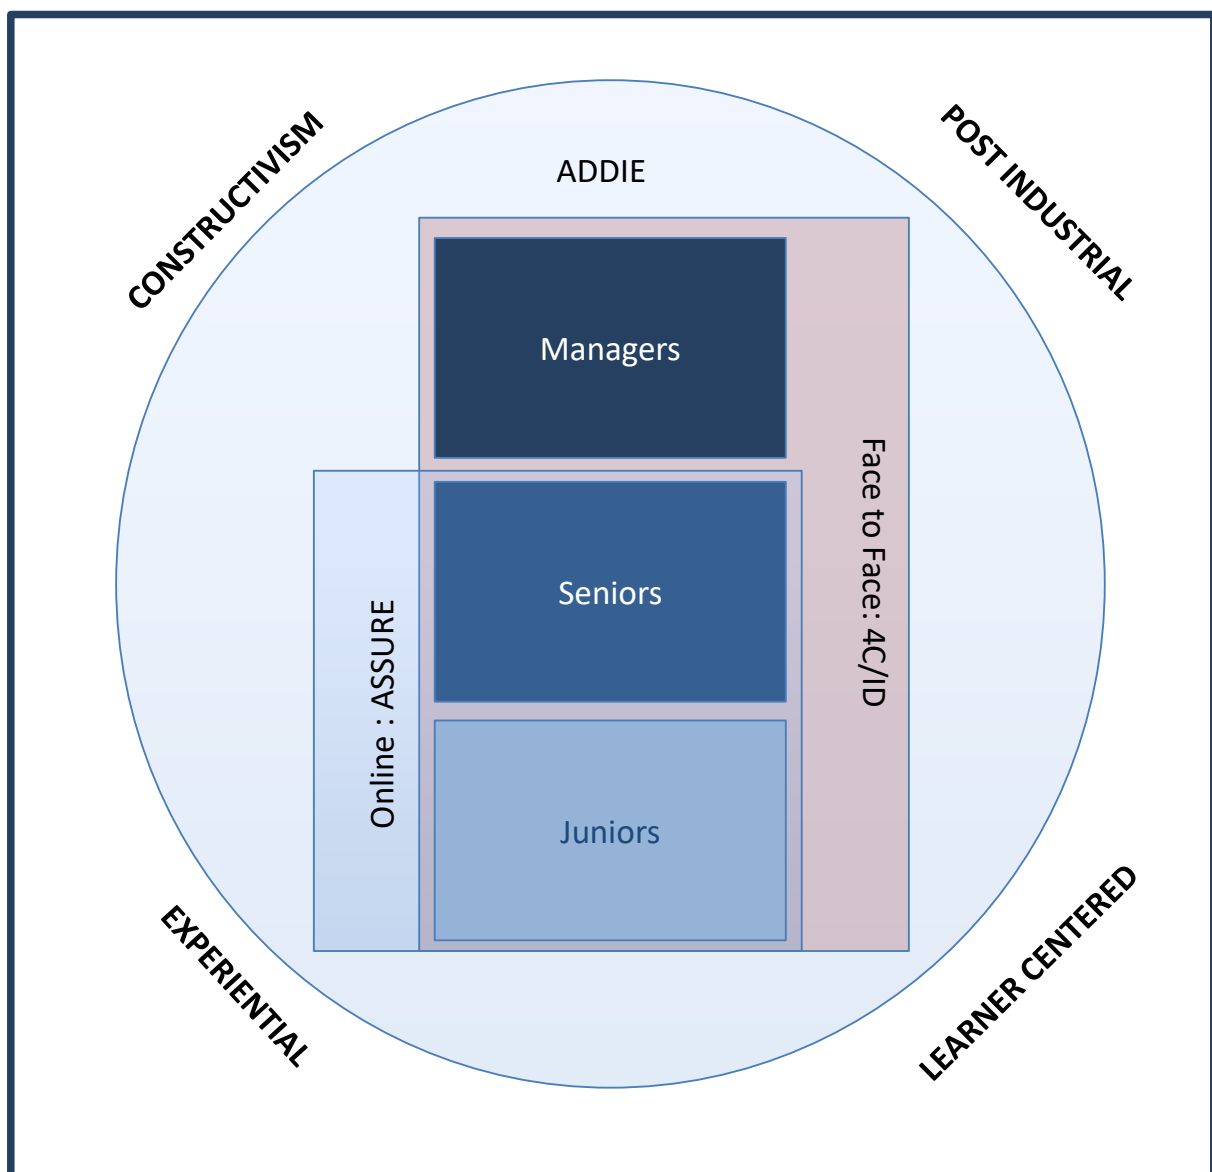 CONSTRUCTIVISM
POST INDUSTRIAL
ADDIE
Managers
Face to Face: 4C/ID
Seniors
Online : ASSURE
Juniors
EXPERIENTIAL
LEARNER CENTERED